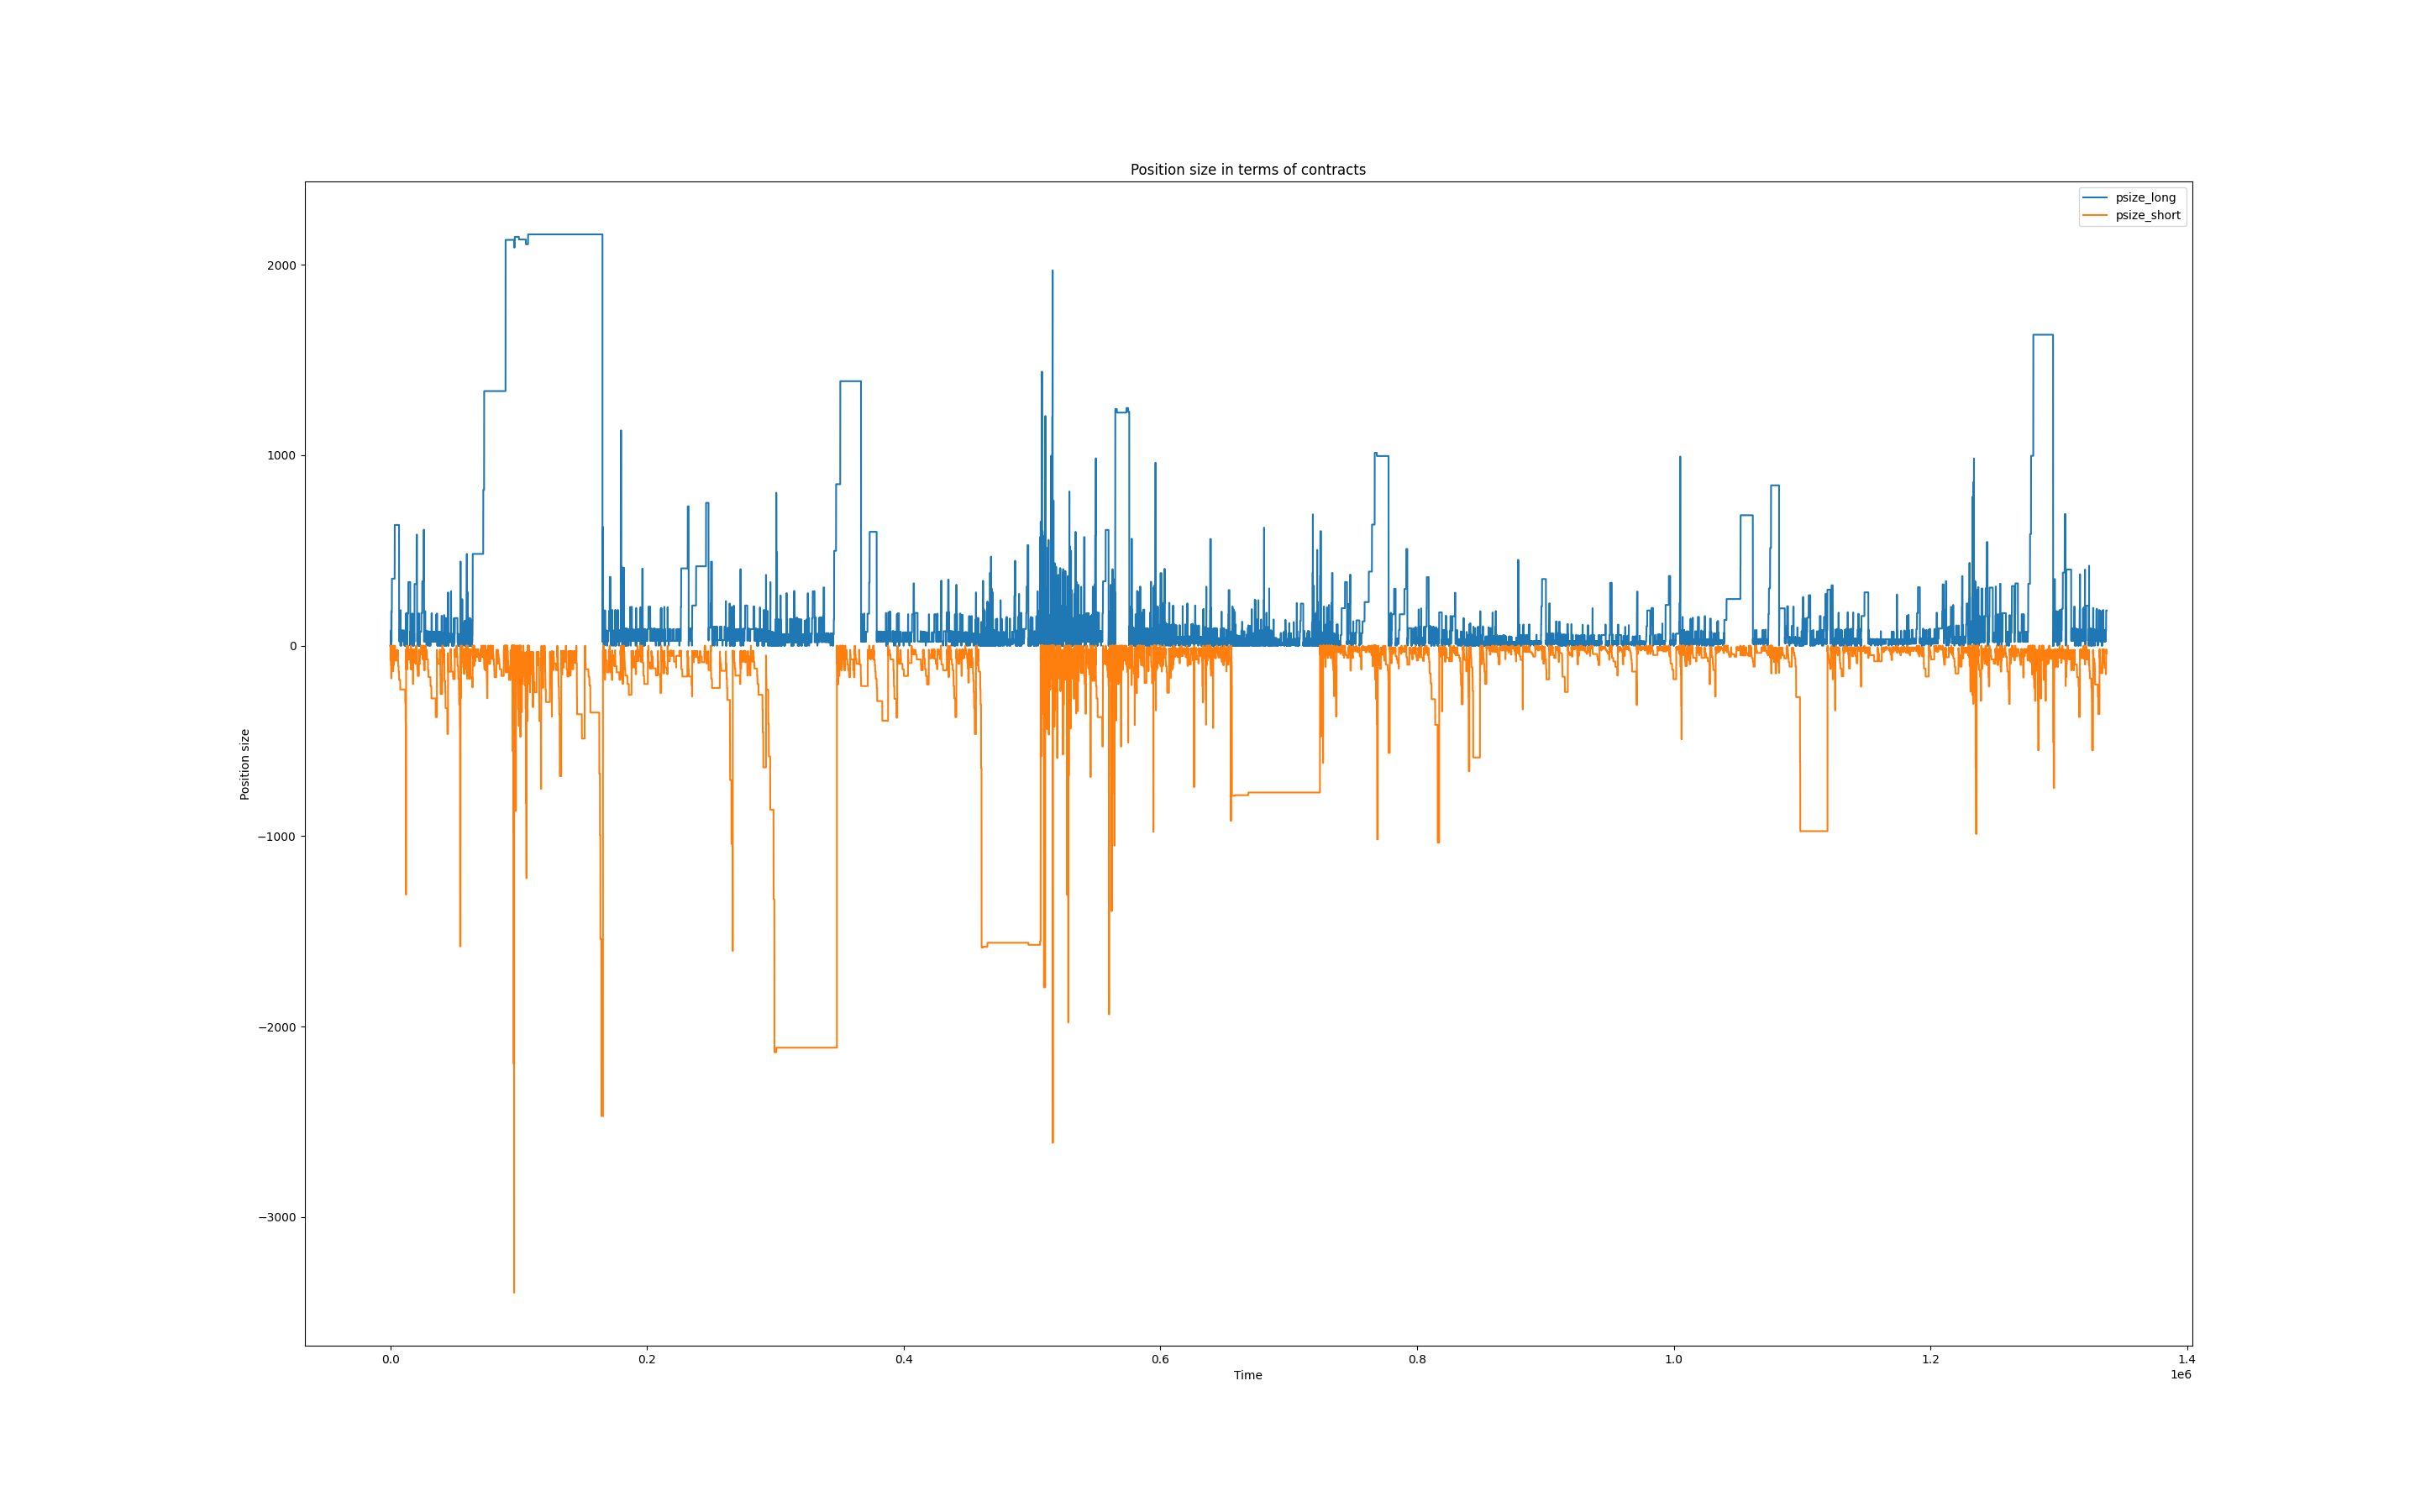 Position size in terms of contracts
psize_long
psize_short
2000
1000
0
−1000
−2000
−3000
Position size
0.0
0.2
0.4
0.6
0.8
1.0
1.2
1.4
Time
1e6